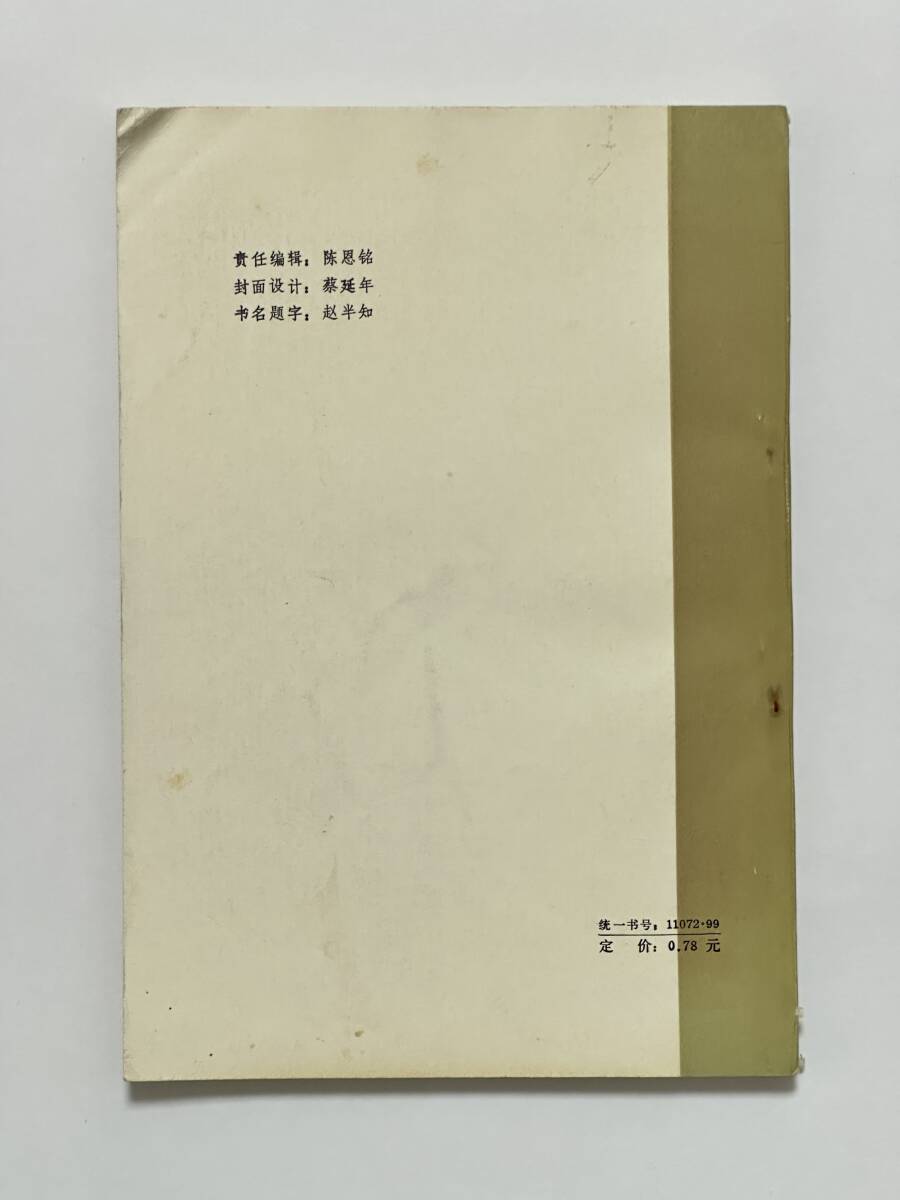 责任编辑：陈恩铭
封面设计：蔡延年
书名题字：赵半知
统一书号：11072·99
定 价：0.78 元